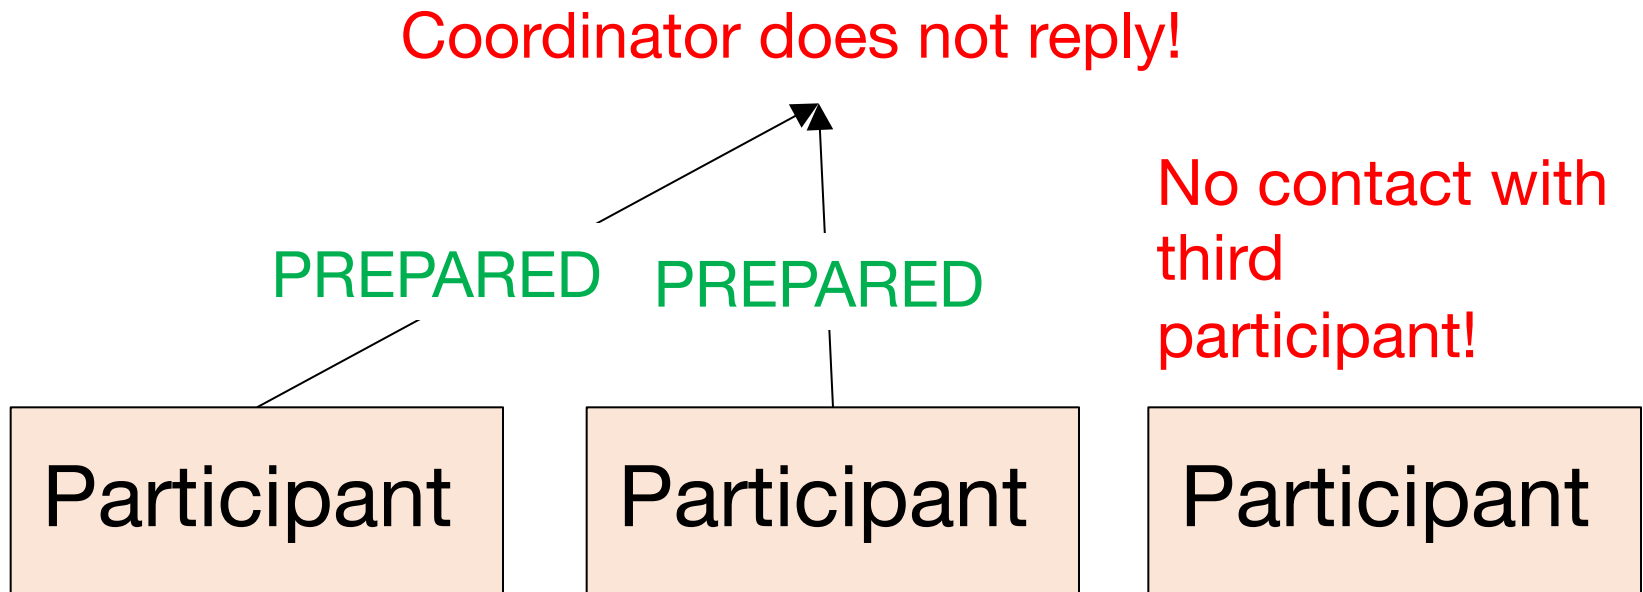 Coordinator does not reply!
No contact with
third
participant!
PREPARED
PREPARED
Participant
Participant
Participant